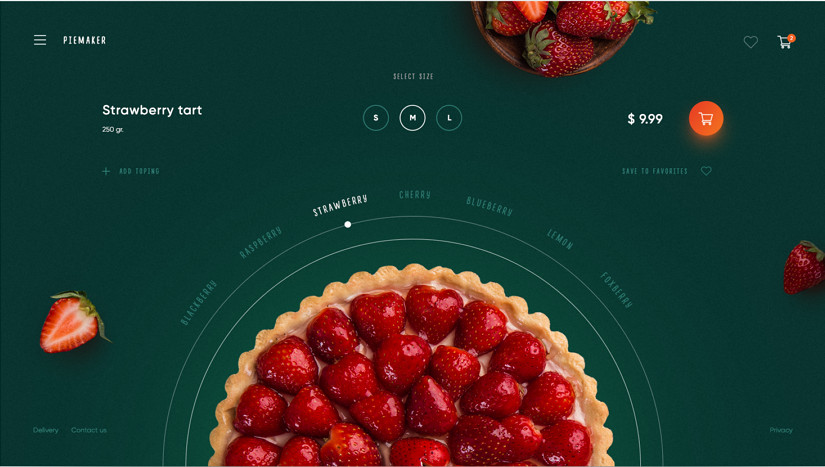 PIEMAKER
2
SELECT SIZE
Strawberry tart
250 gr.
S M L
$ 9.99
ADD TOPING
SAVE TO FAVORITES
BLACKBERRY
RASPBERRY
STRAWBERRY
CHERRY
BLUEBERRY
LEMON
FOXBERRY
Delivery Contact us
Privacy